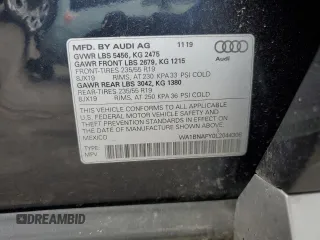 MFD. BY AUDI AG 11 19
GVWR LBS 5456, KG 2475
GAWR FRONT LBS 2679, KG 1215
FRONT-TIRES 235/55 R19
8JX19 RIMS, AT 230 KPA 33 PSI COLD
GAWR REAR LBS 3042, KG 1380
REAR-TIRES 235/55 R19
8JX19 RIMS, AT 250 KPA 36 PSI COLD
THIS VEHICLE CONFORMS TO ALL APPLICABLE
U.S. FEDERAL MOTOR VEHICLE SAFETY AND
THEFT PREVENTION STANDARDS IN EFFECT ON
THE DATE OF MANUFACTURE SHOWN ABOVE.
MEXICO
TYPE:
MPV
DREAMBID.COM